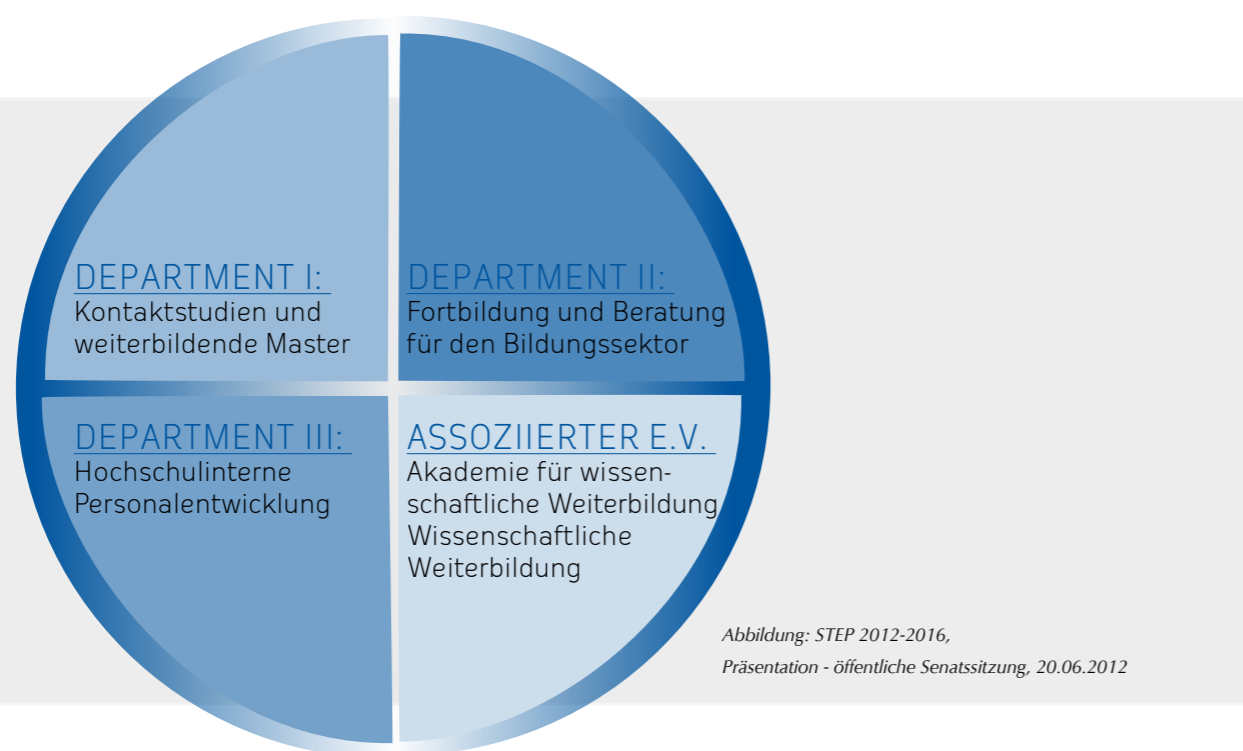 DEPARTMENT I:
Kontaktstudien und
weiterbildende Master
DEPARTMENT II:
Fortbildung und Beratung
für den Bildungssektor
DEPARTMENT III:
Hochschulinterne
Personalentwicklung
ASSOZIIERTER E.V.
Akademie für wissen-
schaftliche Weiterbildung
Wissenschaftliche
Weiterbildung
Abbildung: STEP 2012-2016,
Präsentation - öffentliche Senatssitzung, 20.06.2012